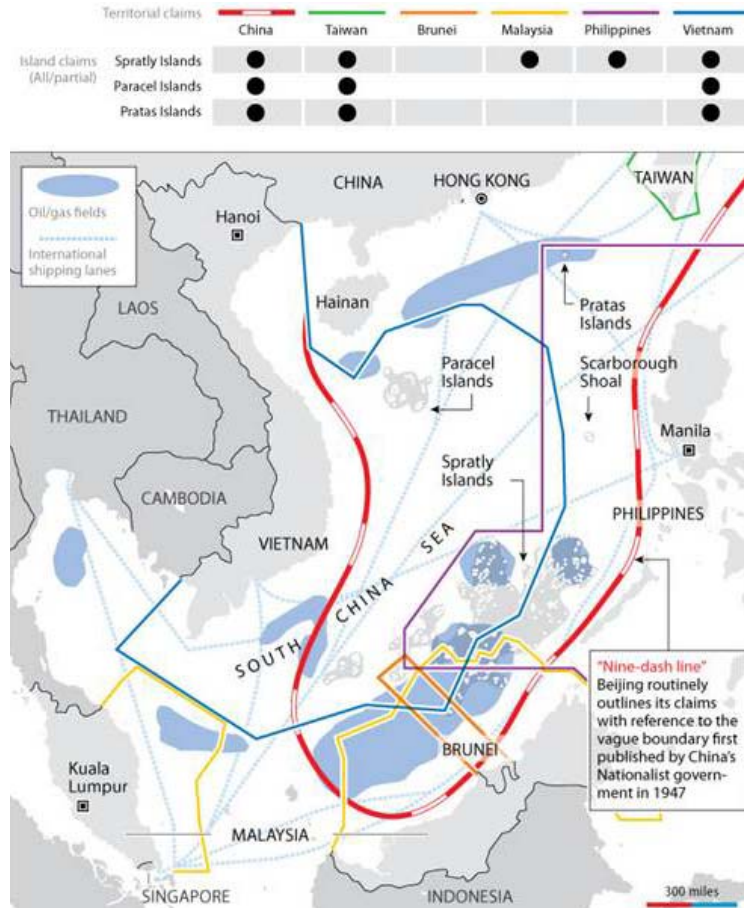 Territorial claims
China Taiwan Brunei Malaysia Philippines Vietnam
Island claims
(All/partial)
Spratly Islands
Paracel Islands
Pratas Islands
Oil/gas fields
International
shipping lanes
CHINA
HONG KONG
TAIWAN
Hanoi
LAOS
Hainan
Pratas
Islands
Paracel
Islands
Scarborough
Shoal
THAILAND
Manila
Spratly
Islands
CAMBODIA
PHILIPPINES
VIETNAM
SOUTH CHINA SEA
"Nine-dash line"
Beijing routinely
outlines its claims
with reference to the
vague boundary first
published by China's
Nationalist govern-
ment in 1947
BRUNEI
Kuala
Lumpur
MALAYSIA
SINGAPORE
INDONESIA
300 miles